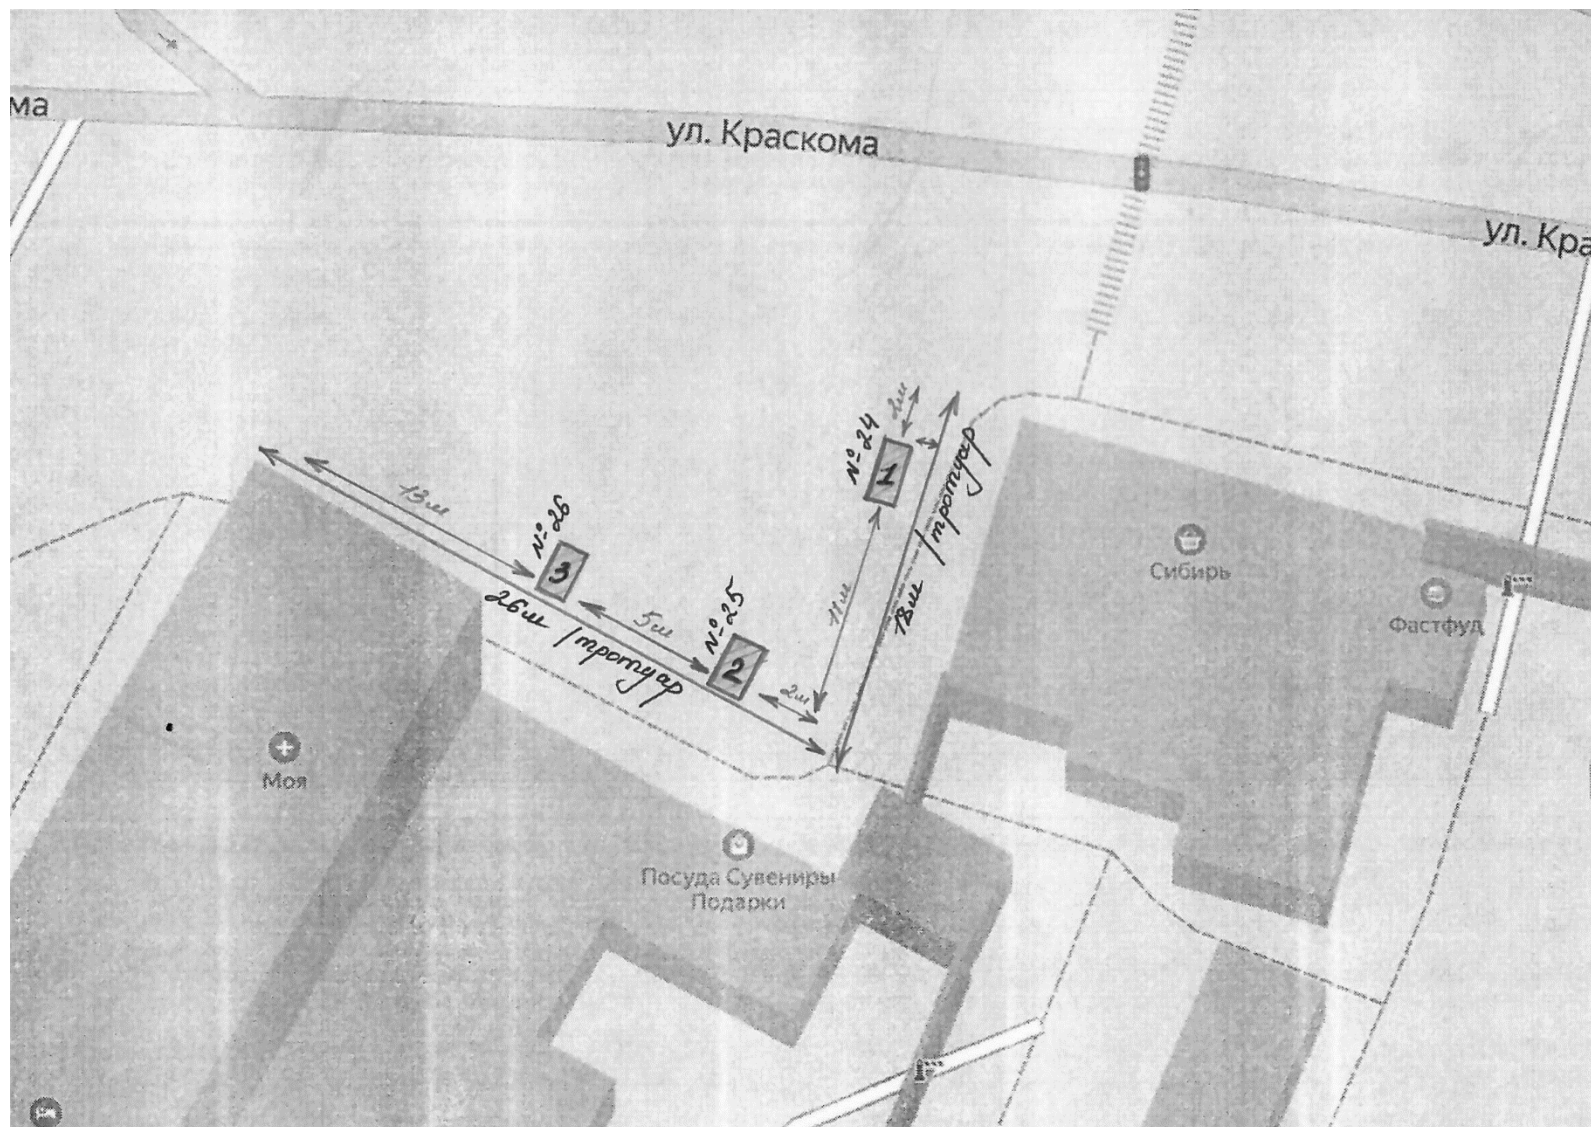 ма
ул. Краскома
ул. Кра
2м
№24
1
18м /тротуар
11м
13м
№26
3
26м /тротуар
5м
№25
2
2м
Сибирь
Фастфуд
Моя
Посуда Сувениры
Подарки